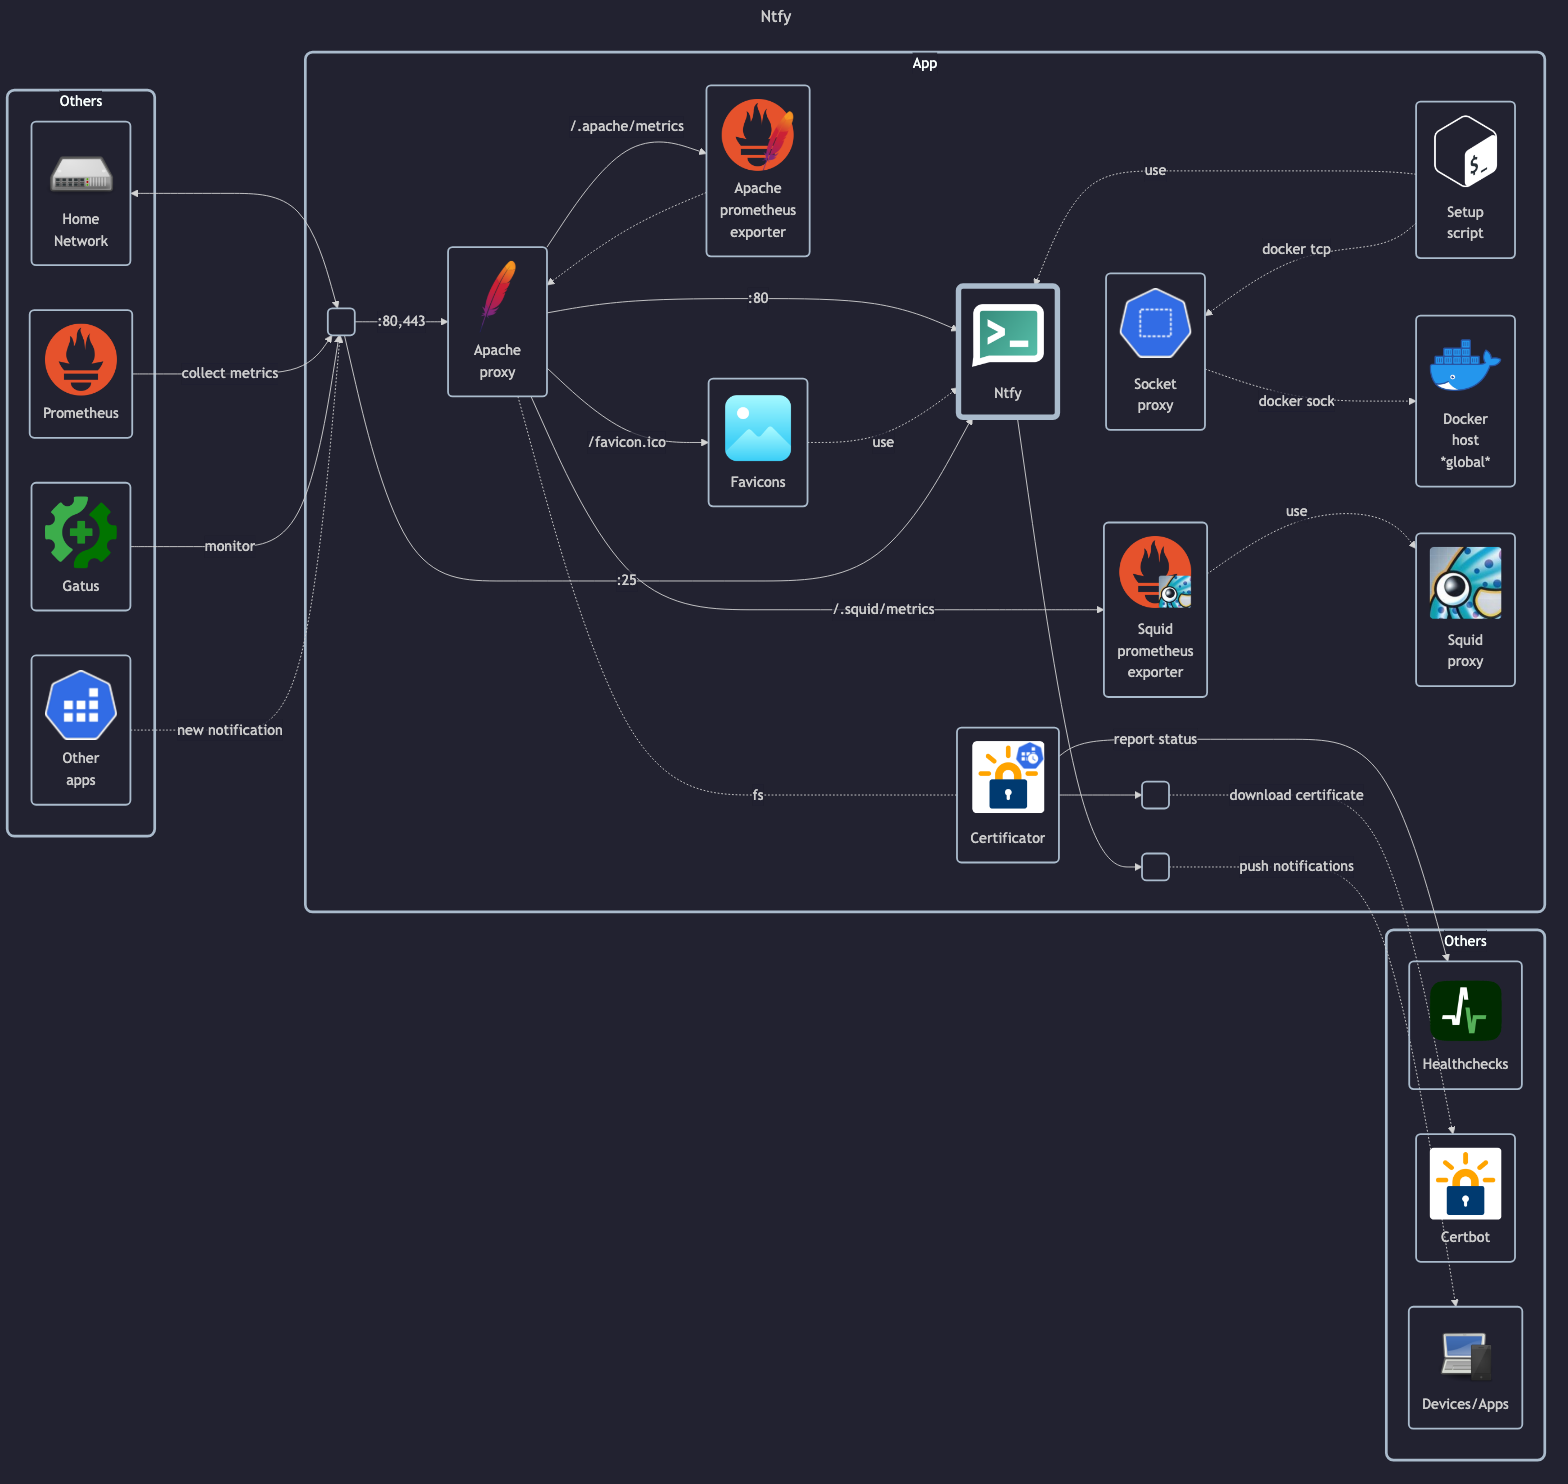 Ntfy
App
Others
Home
Network
Prometheus
Gatus
Other
apps
collect metrics
monitor
new notification
:80,443
Apache
proxy
/.apache/metrics
Apache
prometheus
exporter
:80
/favicon.ico
Favicons
use
:25
/.squid/metrics
fs
Ntfy
use
Setup
script
$_
docker tcp
Socket
proxy
docker sock
Docker
host
*global*
Squid
prometheus
exporter
use
Squid
proxy
Certificator
report status
download certificate
push notifications
Others
Healthchecks
Certbot
Devices/Apps